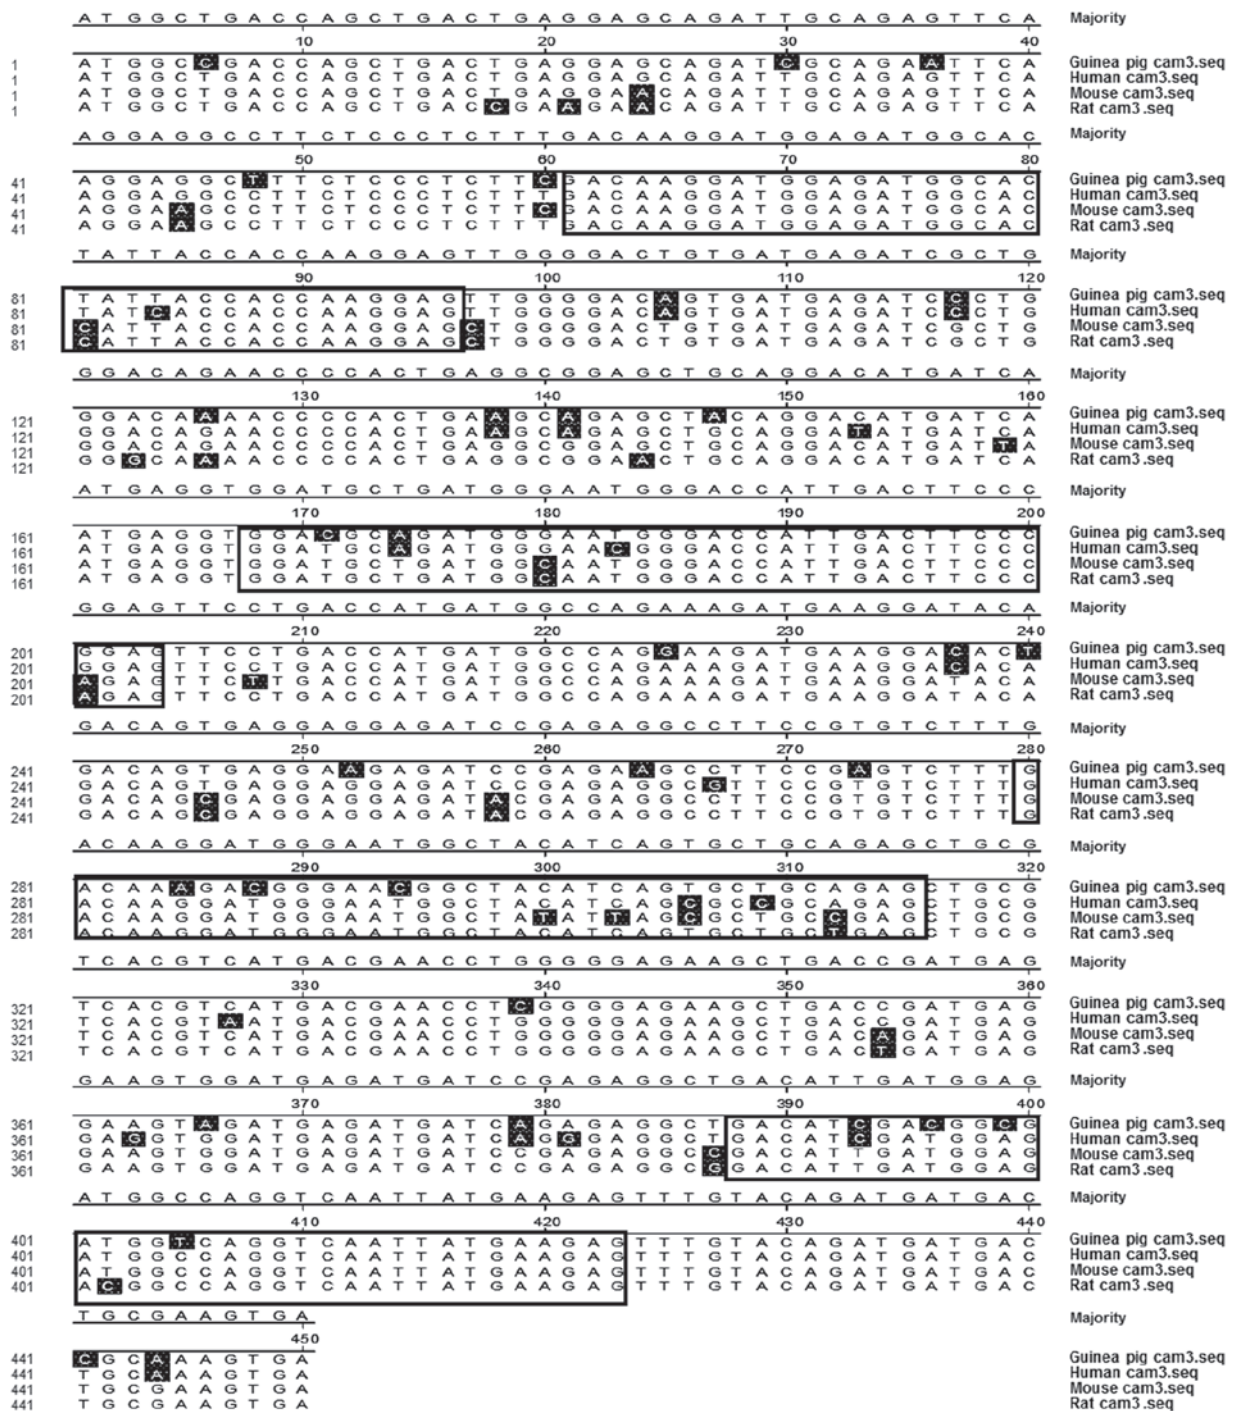 A T G G C T G A C C A G C T G A C T G A G G A G C A G A T T G C A G A G T T C A Majority
10 20 30 40
1 A T G G C C G A C C A G C T G A C T G A G G A G C A G A T C G C A G A A T T C A Guinea pig cam3.seq
1 A T G G C T G A C C A G C T G A C T G A G G A G C A G A T T G C A G A G T T C A Human cam3.seq
1 A T G G C T G A C C A G C T G A C T G A G G A A C A G A T T G C A G A G T T C A Mouse cam3.seq
1 A T G G C T G A C C A G C T G A C C G A A G A A C A G A T T G C A G A G T T C A Rat cam3.seq
A G G A G G C C T T C T C C C T C T T T G A C A A G G A T G G A G A T G G C A C Majority
50 60 70 80
41 A G G A G G C T T T C T C C C T C T T C G A C A A G G A T G G A G A T G G C A C Guinea pig cam3.seq
41 A G G A G G C C T T C T C C C T C T T T G A C A A G G A T G G A G A T G G C A C Human cam3.seq
41 A G G A A G C C T T C T C C C T C T T C G A C A A G G A T G G A G A T G G C A C Mouse cam3.seq
41 A G G A A G C C T T C T C C C T C T T T G A C A A G G A T G G A G A T G G C A C Rat cam3.seq
T A T T A C C A C C A A G G A G T T G G G G A C T G T G A T G A G A T C G C T G Majority
90 100 110 120
81 T A T T A C C A C C A A G G A G T T G G G G A C A G T G A T G A G A T C C C T G Guinea pig cam3.seq
81 T A T C A C C A C C A A G G A G T T G G G G A C A G T G A T G A G A T C C C T G Human cam3.seq
81 C A T T A C C A C C A A G G A G C T G G G G A C T G T G A T G A G A T C G C T G Mouse cam3.seq
81 C A T T A C C A C C A A G G A G C T G G G G A C T G T G A T G A G A T C G C T G Rat cam3.seq
G G A C A G A A C C C C A C T G A G G C G G A G C T G C A G G A C A T G A T C A Majority
130 140 150 160
121 G G A C A A A A C C C C A C T G A A G C A G A G C T A C A G G A C A T G A T C A Guinea pig cam3.seq
121 G G A C A G A A C C C C A C T G A A G C A G A G C T G C A G G A T A T G A T C A Human cam3.seq
121 G G A C A G A A C C C C A C T G A G G C G G A G C T G C A G G A C A T G A T T A Mouse cam3.seq
121 G G G C A A A A C C C C A C T G A G G C G G A A C T G C A G G A C A T G A T C A Rat cam3.seq
A T G A G G T G G A T G C T G A T G G G A A T G G G A C C A T T G A C T T C C C Majority
170 180 190 200
161 A T G A G G T G G A C G C A G A T G G G A A T G G G A C C A T T G A C T T C C C Guinea pig cam3.seq
161 A T G A G G T G G A T G C A G A T G G G A A C G G G A C C A T T G A C T T C C C Human cam3.seq
161 A T G A G G T G G A T G C T G A T G G C A A T G G G A C C A T T G A C T T C C C Mouse cam3.seq
161 A T G A G G T G G A T G C T G A T G G C A A T G G G A C C A T T G A C T T C C C Rat cam3.seq
G G A G T T C C T G A C C A T G A T G G C C A G A A A G A T G A A G G A T A C A Majority
210 220 230 240
201 G G A G T T C C T G A C C A T G A T G G C C A G G A A G A T G A A G G A C A C T Guinea pig cam3.seq
201 G G A G T T C C T G A C C A T G A T G G C C A G A A A G A T G A A G G A C A C A Human cam3.seq
201 A G A G T T C T T G A C C A T G A T G G C C A G A A A G A T G A A G G A T A C A Mouse cam3.seq
201 A G A G T T C C T G A C C A T G A T G G C C A G A A A G A T G A A G G A T A C A Rat cam3.seq
G A C A G T G A G G A G G A G A T C C G A G A G G C C T T C C G T G T C T T T G Majority
250 260 270 280
241 G A C A G T G A G G A A G A G A T C C G A G A A G C C T T C C G A G T C T T T G Guinea pig cam3.seq
241 G A C A G T G A G G A G G A G A T C C G A G A G G C G T T C C G T G T C T T T G Human cam3.seq
241 G A C A G C G A G G A G G A G A T A C G A G A G G C C T T C C G T G T C T T T G Mouse cam3.seq
241 G A C A G C G A G G A G G A G A T A C G A G A G G C C T T C C G T G T C T T T G Rat cam3.seq
A C A A G G A T G G G A A T G G C T A C A T C A G T G C T G C A G A G C T G C G Majority
290 300 310 320
281 A C A A A G A C G G G A A C G G C T A C A T C A G T G C T G C A G A G C T G C G Guinea pig cam3.seq
281 A C A A G G A T G G G A A T G G C T A C A T C A G C G C C G C A G A G C T G C G Human cam3.seq
281 A C A A G G A T G G G A A T G G C T A T A T T A G C G C T G C C G A G C T G C G Mouse cam3.seq
281 A C A A G G A T G G G A A T G G C T A C A T C A G T G C T G C T G A G C T G C G Rat cam3.seq
T C A C G T C A T G A C G A A C C T G G G G G A G A A G C T G A C C G A T G A G Majority
330 340 350 360
321 T C A C G T C A T G A C G A A C C T C G G G G A G A A G C T G A C C G A T G A G Guinea pig cam3.seq
321 T C A C G T A A T G A C G A A C C T G G G G G A G A A G C T G A C C G A T G A G Human cam3.seq
321 T C A C G T C A T G A C G A A C C T G G G G G A G A A G C T G A C A G A T G A G Mouse cam3.seq
321 T C A C G T C A T G A C G A A C C T G G G G G A G A A G C T G A C T G A T G A G Rat cam3.seq
G A A G T G G A T G A G A T G A T C C G A G A G G C T G A C A T T G A T G G A G Majority
370 380 390 400
361 G A A G T A G A T G A G A T G A T C A G A G A G G C T G A C A T C G A C G G C G Guinea pig cam3.seq
361 G A G G T G G A T G A G A T G A T C A G G G A G G C T G A C A T C G A T G G A G Human cam3.seq
361 G A A G T G G A T G A G A T G A T C C G A G A G G C C G A C A T T G A T G G A G Mouse cam3.seq
361 G A A G T G G A T G A G A T G A T C C G A G A G G C G G A C A T T G A T G G A G Rat cam3.seq
A T G G C C A G G T C A A T T A T G A A G A G T T T G T A C A G A T G A T G A C Majority
410 420 430 440
401 A T G G T C A G G T C A A T T A T G A A G A G T T T G T A C A G A T G A T G A C Guinea pig cam3.seq
401 A T G G C C A G G T C A A T T A T G A A G A G T T T G T A C A G A T G A T G A C Human cam3.seq
401 A T G G C C A G G T C A A T T A T G A A G A G T T T G T A C A G A T G A T G A C Mouse cam3.seq
401 A C G G C C A G G T C A A T T A T G A A G A G T T T G T A C A G A T G A T G A C Rat cam3.seq
T G C G A A G T G A Majority
450
441 C G C A A A G T G A Guinea pig cam3.seq
441 T G C A A A G T G A Human cam3.seq
441 T G C G A A G T G A Mouse cam3.seq
441 T G C G A A G T G A Rat cam3.seq